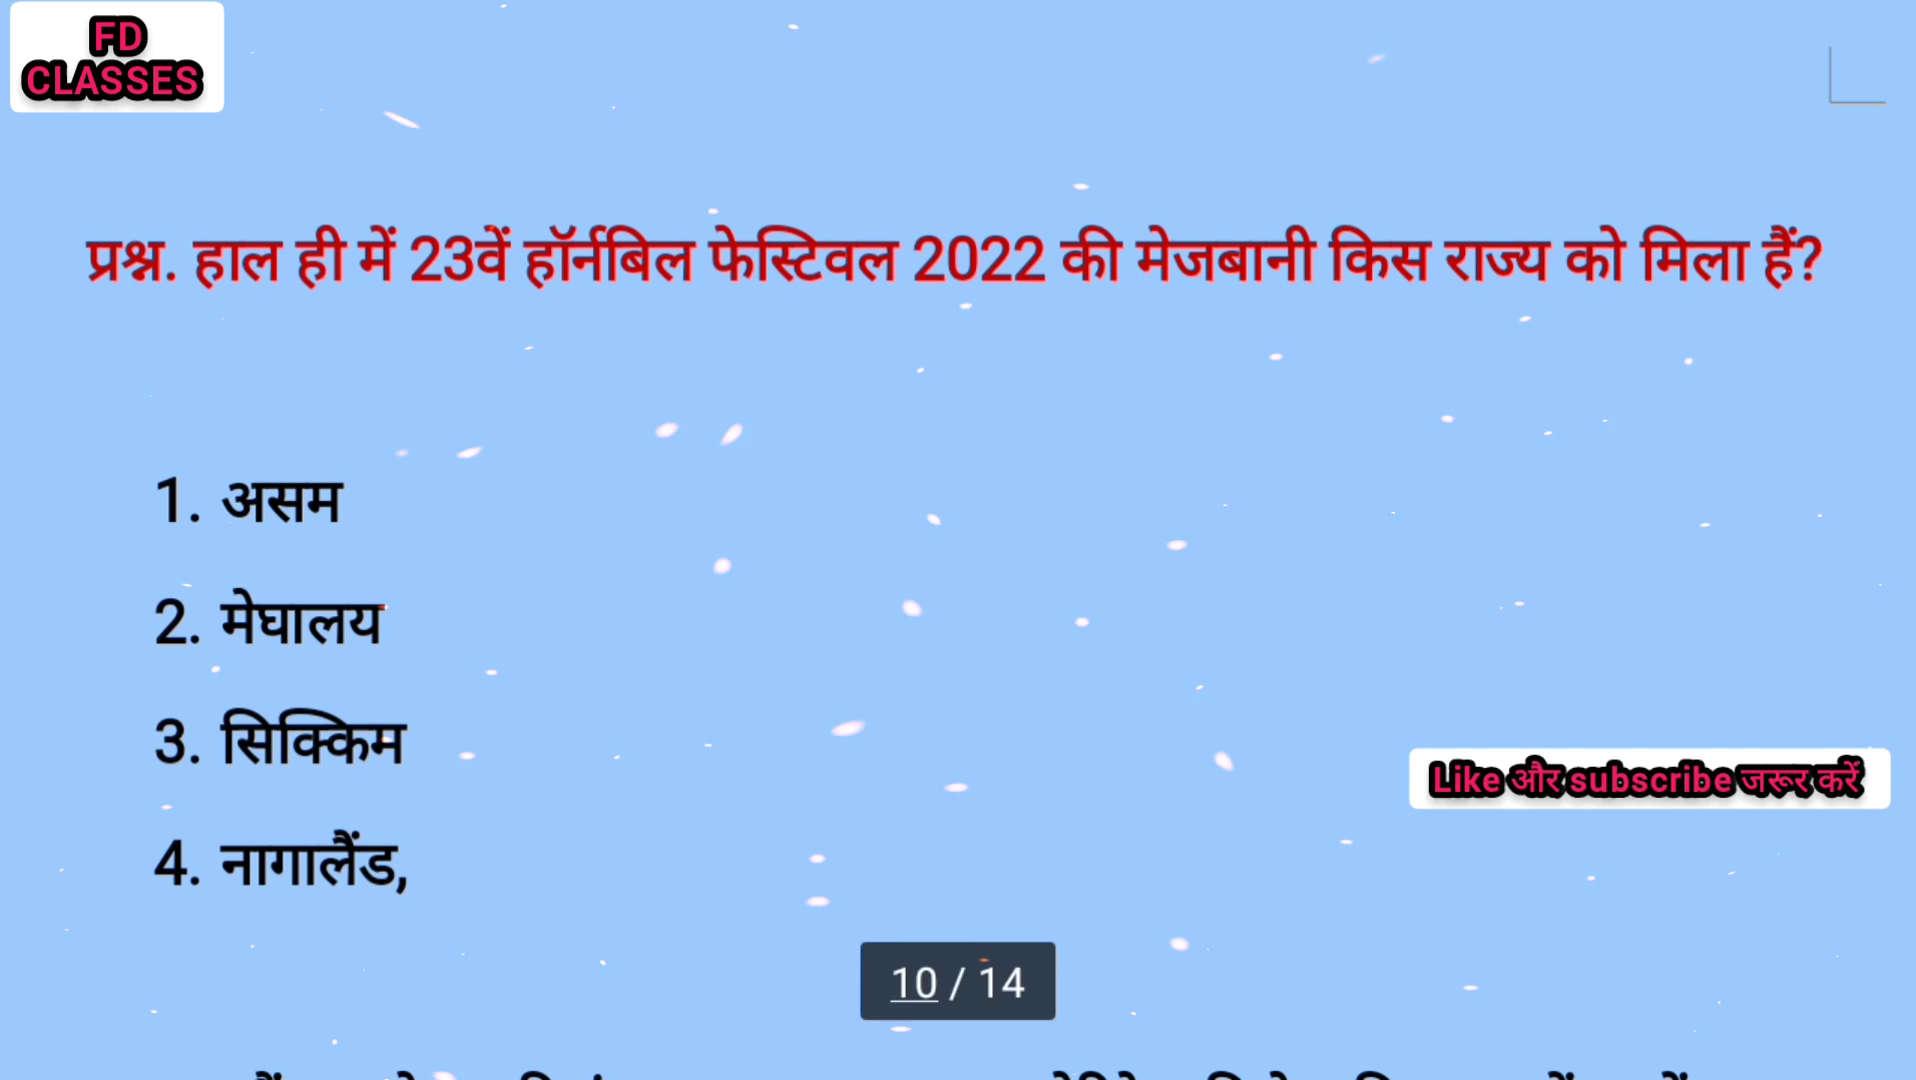 FD
CLASSES
प्रश्न. हाल ही में 23वें हॉर्नबिल फेस्टिवल 2022 की मेजबानी किस राज्य को मिला हैं?
1. असम
2. मेघालय
3. सिक्किम
Like और subscribe जरूर करें
4. नागालैंड,
10 / 14